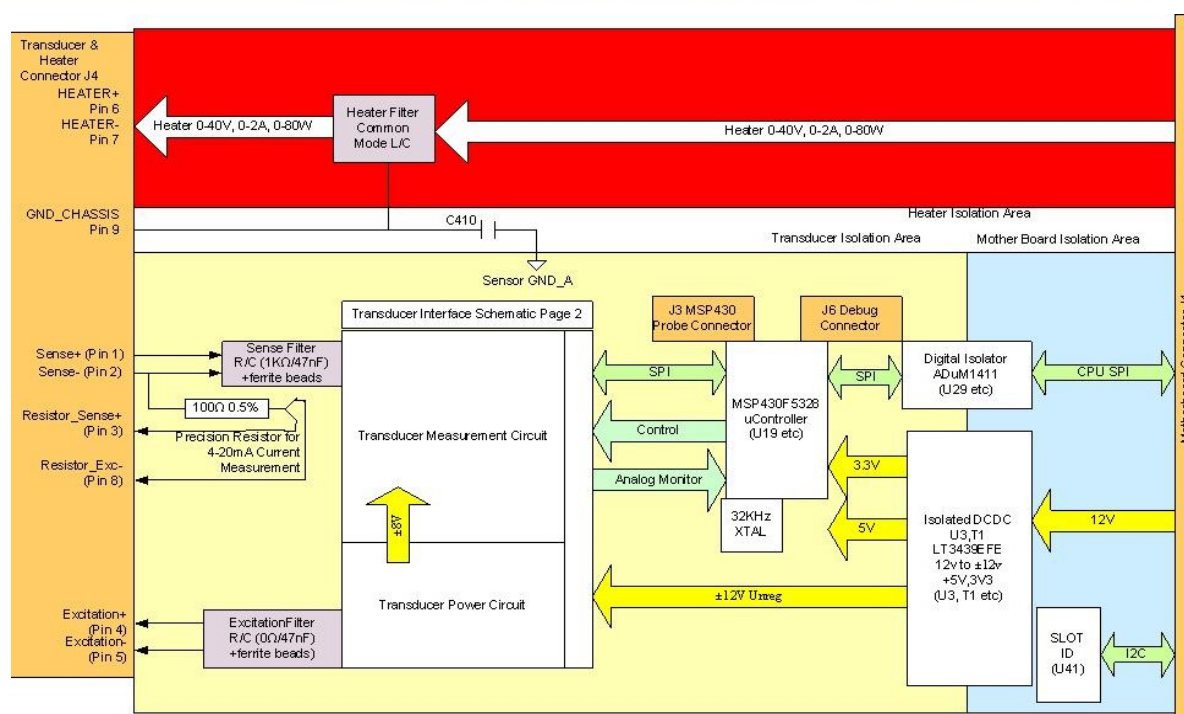 Transducer &
Heater
Connector J4
HEATER+
Pin 6
HEATER-
Pin 7
Heater 0-40V, 0-2A, 0-80W
Heater Filter
Common
Mode L/C
Heater 0-40V, 0-2A, 0-80W
GND_CHASSIS
Pin 9
C410
Heater Isolation Area
Transducer Isolation Area
Mother Board Isolation Area
Sensor GND_A
Transducer Interface Schematic Page 2
J3 MSP430
Probe Connector
J6 Debug
Connector
Sense+ (Pin 1)
Sense- (Pin 2)
Sense Filter
R/C (1KΩ/47nF)
+ferrite beads
SPI
SPI
Digital Isolator
ADuM1411
(U29 etc)
CPU SPI
MSP430F5328
uController
(U19 etc)
100Ω 0.5%
Resistor_Sense+
(Pin 3)
Precision Resistor for
4-20mA Current
Measurement
Transducer Measurement Circuit
Control
Resistor_Exc-
(Pin 8)
Analog Monitor
3.3V
32KHz
XTAL
5V
±8V
Isolated DCDC
U3,T1
LT3439EFE
12v to ±12v
+5V,3V3
(U3, T1 etc)
12V
Transducer Power Circuit
±12V Unreg
Excitation+
(Pin 4)
Excitation-
(Pin 5)
ExcitationFilter
R/C (0Ω/47nF)
+ferrite beads)
SLOT
ID
(U41)
I2C
Motherboard Connector J1